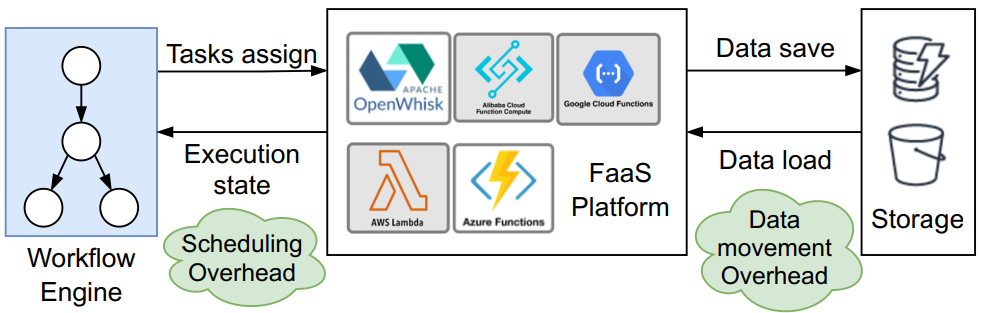 Tasks assign
Execution
state
Workflow
Engine
Scheduling
Overhead
APACHE
OpenWhisk
Alibaba Cloud
Function Compute
Google Cloud Functions
AWS Lambda
Azure Functions
FaaS
Platform
Data save
Data load
Data
movement
Overhead
Storage